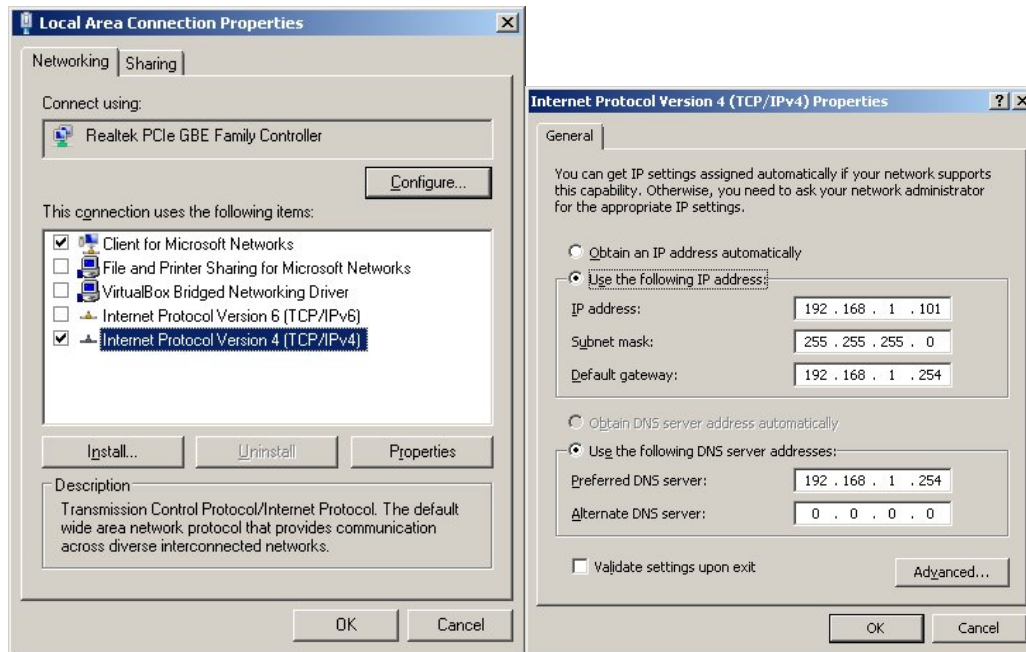 Local Area Connection Properties
Networking
Sharing
Connect using:
Realtek PCIe GBE Family Controller
Configure...
This connection uses the following items:
Client for Microsoft Networks
File and Printer Sharing for Microsoft Networks
VirtualBox Bridged Networking Driver
Internet Protocol Version 6 (TCP/IPv6)
Internet Protocol Version 4 (TCP/IPv4)
Install...
Uninstall
Properties
Description
Transmission Control Protocol/Internet Protocol. The default
wide area network protocol that provides communication
across diverse interconnected networks.
OK
Cancel
Internet Protocol Version 4 (TCP/IPv4) Properties
General
You can get IP settings assigned automatically if your network supports
this capability. Otherwise, you need to ask your network administrator
for the appropriate IP settings.
Obtain an IP address automatically
Use the following IP address:
IP address: 192 . 168 . 1 . 101
Subnet mask: 255 . 255 . 255 . 0
Default gateway: 192 . 168 . 1 . 254
Obtain DNS server address automatically
Use the following DNS server addresses:
Preferred DNS server: 192 . 168 . 1 . 254
Alternate DNS server: 0 . 0 . 0 . 0
Validate settings upon exit
Advanced...
OK
Cancel